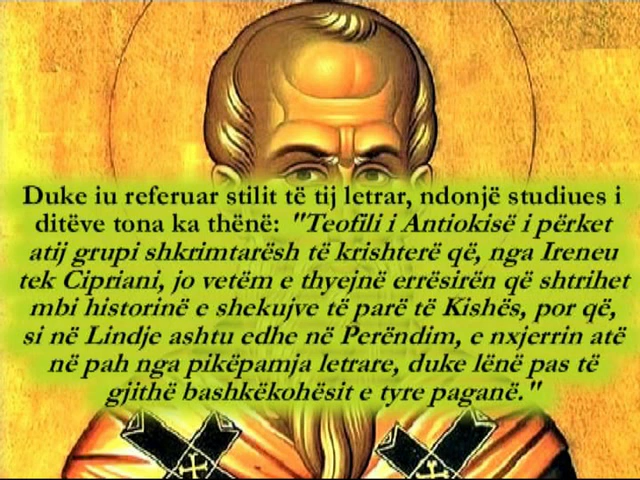 Duke iu referuar stilit të tij letrar, ndonjë studiues i
ditëve tona ka thënë: "Teofili i Antiokisë i përket
atij grupi shkrimtarësh të krishterë që, nga Ireneu
tek Cipriani, jo vetëm e thyejnë errësirën që shtrihet
mbi historinë e shekujve të parë të Kishës, por që,
si në Lindje ashtu edhe në Perëndim, e nxjerrin atë
në pah nga pikëpamja letrare, duke lënë pas të
gjithë bashkëkohësit e tyre paganë."